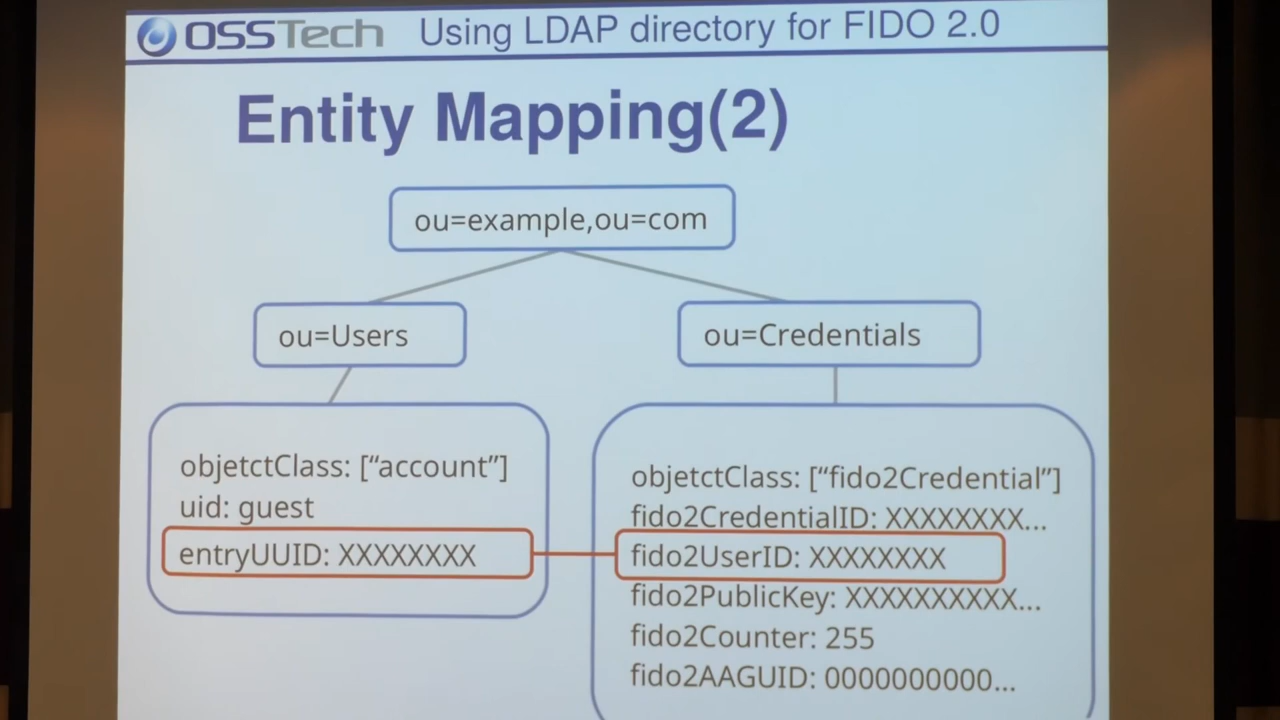 OSSTech Using LDAP directory for FIDO 2.0
Entity Mapping(2)
ou=example,ou=com
ou=Users
ou=Credentials
objetctClass: [“account”]
uid: guest
entryUUID: XXXXXXXX
objetctClass: [“fido2Credential”]
fido2CredentialID: XXXXXXXX...
fido2UserID: XXXXXXXX
fido2PublicKey: XXXXXXXXXX...
fido2Counter: 255
fido2AAGUID: 0000000000...